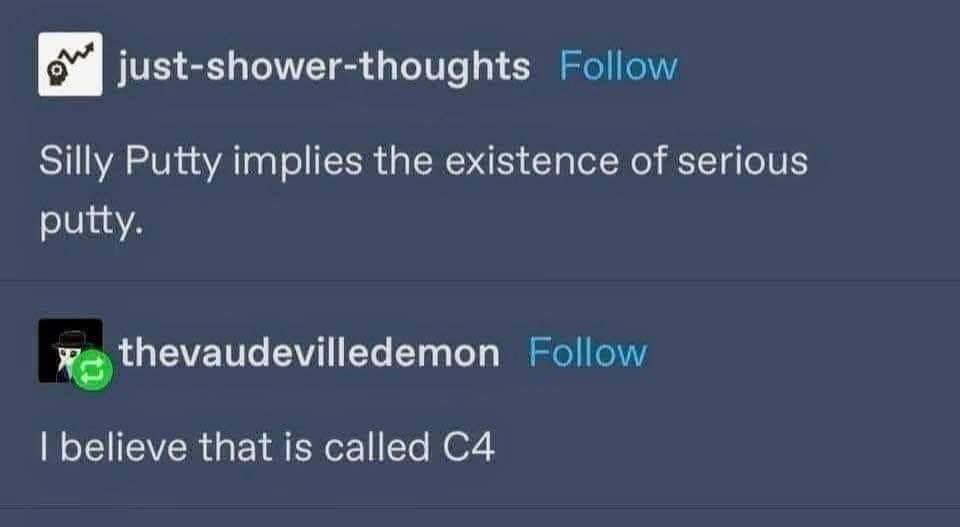 just-shower-thoughts Follow
Silly Putty implies the existence of serious
putty.
thevaudevilledemon Follow
I believe that is called C4